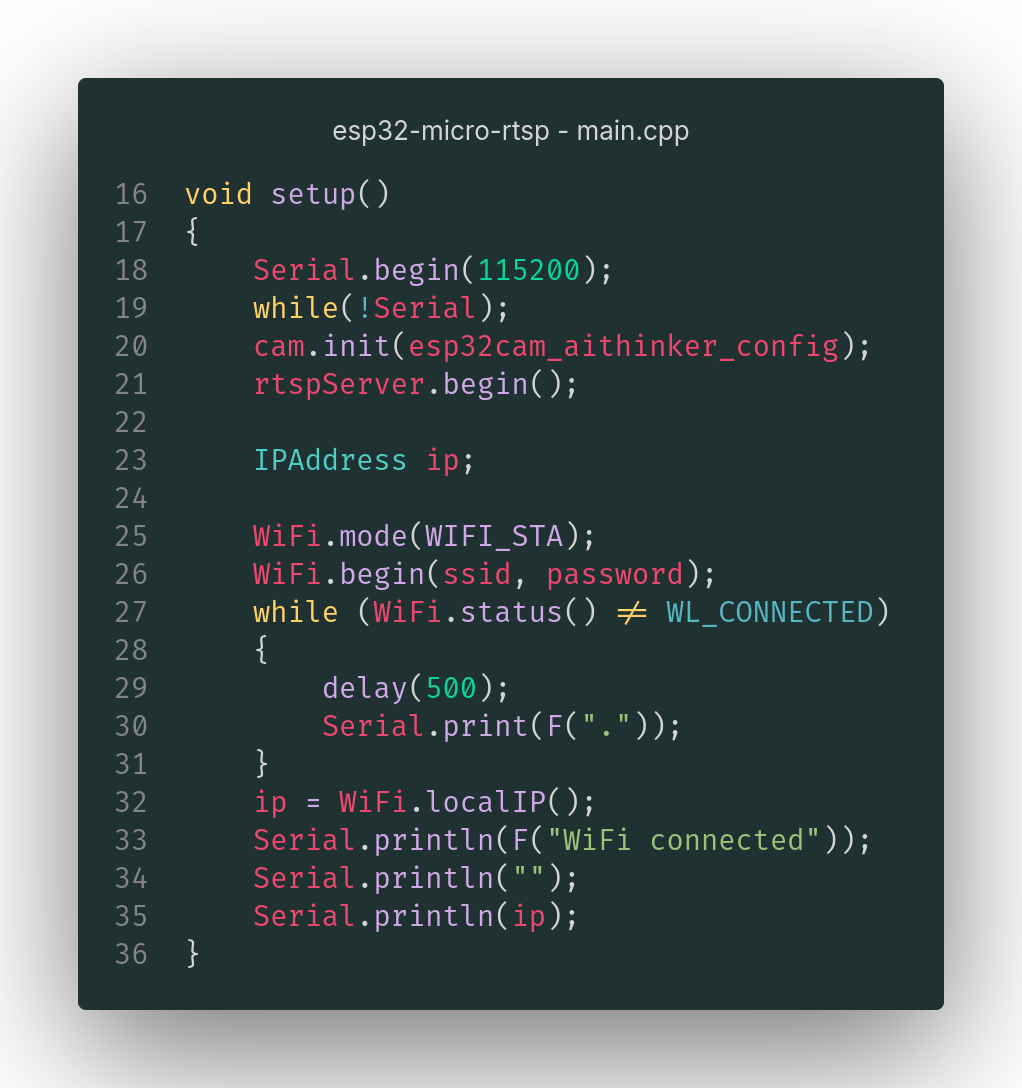 esp32-micro-rtsp - main.cpp
16 void setup()
17 {
18     Serial.begin(115200);
19     while(!Serial);
20     cam.init(esp32cam_aithinker_config);
21     rtspServer.begin();
22
23     IPAddress ip;
24
25     WiFi.mode(WIFI_STA);
26     WiFi.begin(ssid, password);
27     while (WiFi.status() ≠ WL_CONNECTED)
28     {
29         delay(500);
30         Serial.print(F("."));
31     }
32     ip = WiFi.localIP();
33     Serial.println(F("WiFi connected"));
34     Serial.println("");
35     Serial.println(ip);
36 }